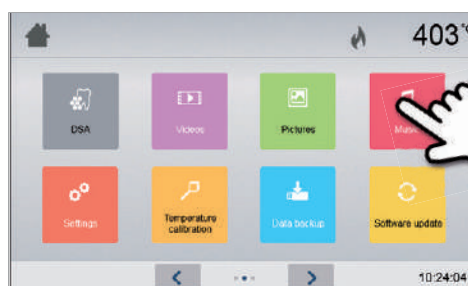 403°
DSA
Videos
Pictures
Music
Settings
Temperature
calibration
Data backup
Software update
10:24:04